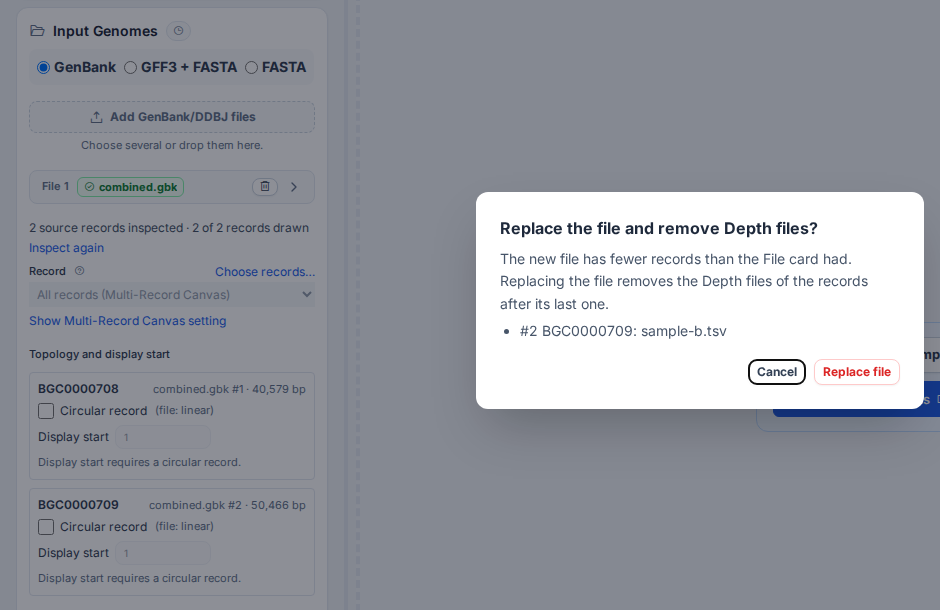 Input Genomes
GenBank GFF3 + FASTA FASTA
Add GenBank/DDBJ files
Choose several or drop them here.
File 1 combined.gbk
2 source records inspected · 2 of 2 records drawn
Inspect again
Record Choose records...
All records (Multi-Record Canvas)
Show Multi-Record Canvas setting
Topology and display start
BGC0000708 combined.gbk #1 · 40,579 bp
Circular record (file: linear)
Display start 1
Display start requires a circular record.
BGC0000709 combined.gbk #2 · 50,466 bp
Circular record (file: linear)
Display start 1
Display start requires a circular record.
Replace the file and remove Depth files?
The new file has fewer records than the File card had.
Replacing the file removes the Depth files of the records
after its last one.
#2 BGC0000709: sample-b.tsv
Cancel Replace file